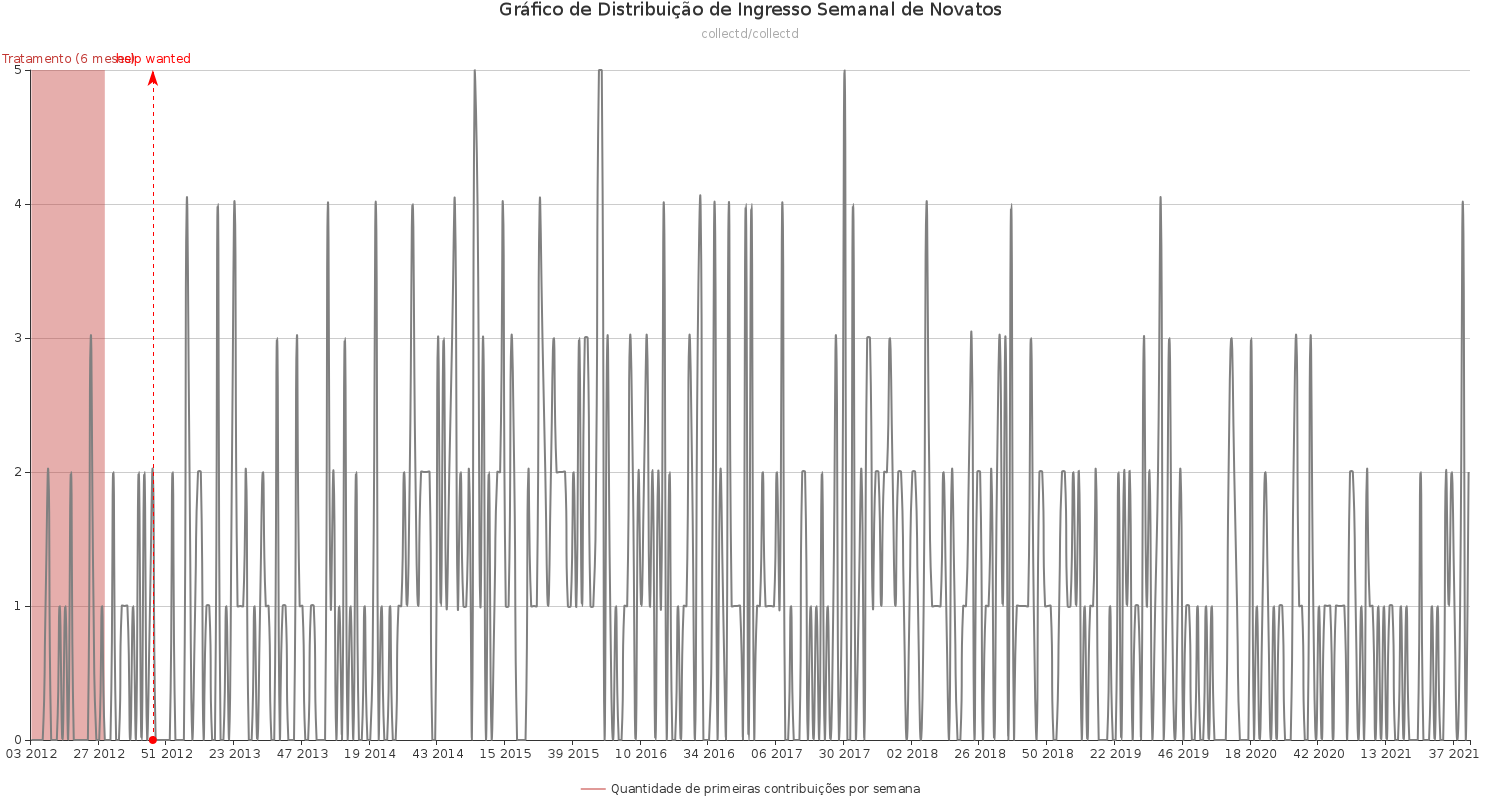 Gráfico de Distribuição de Ingresso Semanal de Novatos
collectd/collectd
Tratamento (6 meses)
help wanted
5
4
3
2
1
0
03 2012 27 2012 51 2012 23 2013 47 2013 19 2014 43 2014 15 2015 39 2015 10 2016 34 2016 06 2017 30 2017 02 2018 26 2018 50 2018 22 2019 46 2019 18 2020 42 2020 13 2021 37 2021
Quantidade de primeiras contribuições por semana